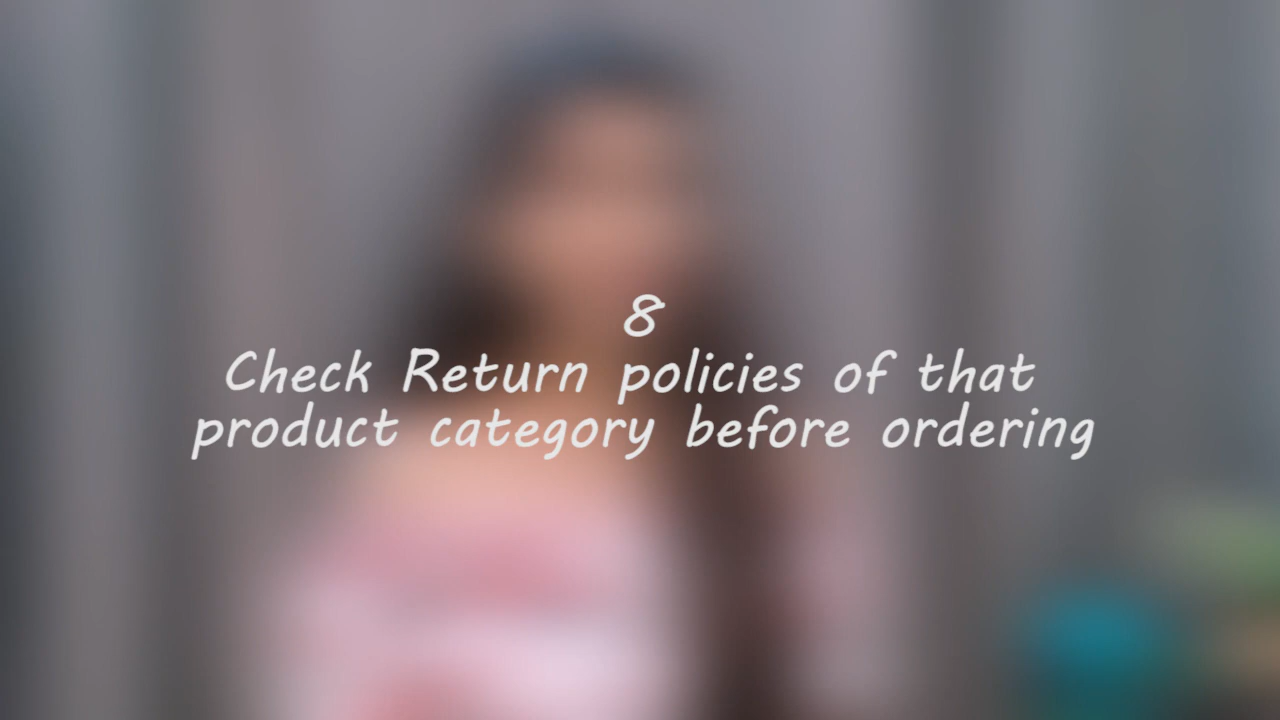 8
Check Return policies of that
product category before ordering